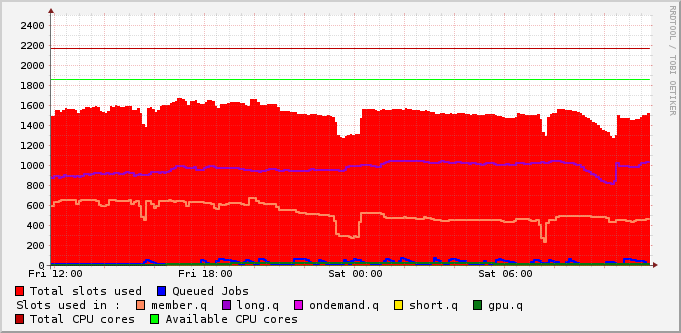 2400
2200
2000
1800
1600
1400
1200
1000
800
600
400
200
0
Fri 12:00 Fri 18:00 Sat 00:00 Sat 06:00
Total slots used Queued Jobs
Slots used in : member.q long.q ondemand.q short.q gpu.q
Total CPU cores Available CPU cores
RRDTOOL / TOBI OETIKER